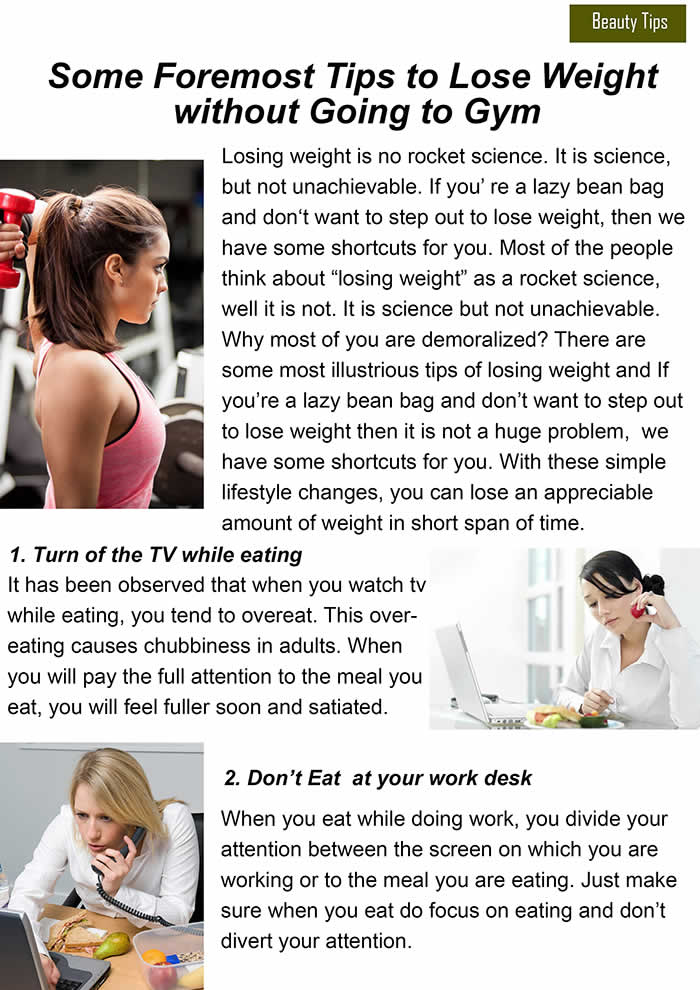 Beauty Tips
Some Foremost Tips to Lose Weight
without Going to Gym
Losing weight is no rocket science. It is science,
but not unachievable. If you’ re a lazy bean bag
and don‘t want to step out to lose weight, then we
have some shortcuts for you. Most of the people
think about “losing weight” as a rocket science,
well it is not. It is science but not unachievable.
Why most of you are demoralized? There are
some most illustrious tips of losing weight and If
you’re a lazy bean bag and don’t want to step out
to lose weight then it is not a huge problem,  we
have some shortcuts for you. With these simple
lifestyle changes, you can lose an appreciable
amount of weight in short span of time.
1. Turn of the TV while eating
It has been observed that when you watch tv
while eating, you tend to overeat. This over-
eating causes chubbiness in adults. When
you will pay the full attention to the meal you
eat, you will feel fuller soon and satiated.
2. Don’t Eat  at your work desk
When you eat while doing work, you divide your
attention between the screen on which you are
working or to the meal you are eating. Just make
sure when you eat do focus on eating and don’t
divert your attention.